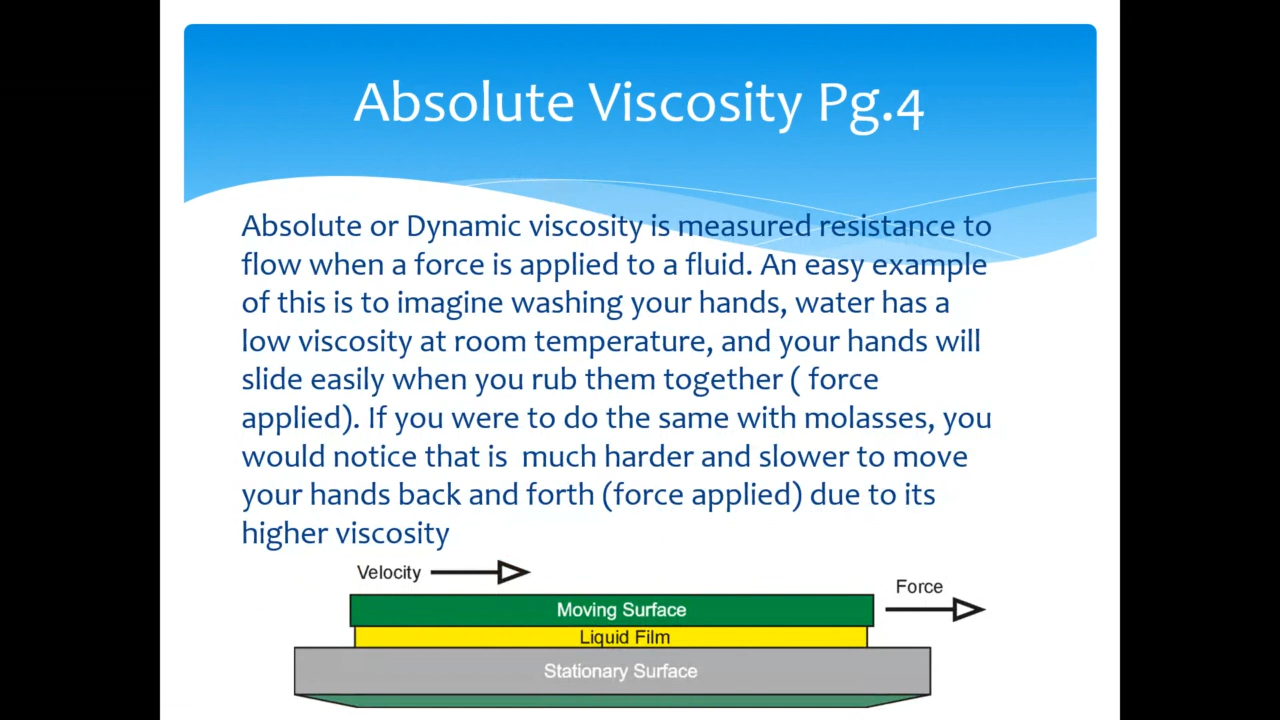 Absolute Viscosity Pg.4
Absolute or Dynamic viscosity is measured resistance to
flow when a force is applied to a fluid. An easy example
of this is to imagine washing your hands, water has a
low viscosity at room temperature, and your hands will
slide easily when you rub them together ( force
applied). If you were to do the same with molasses, you
would notice that is  much harder and slower to move
your hands back and forth (force applied) due to its
higher viscosity
Velocity
Force
Moving Surface
Liquid Film
Stationary Surface